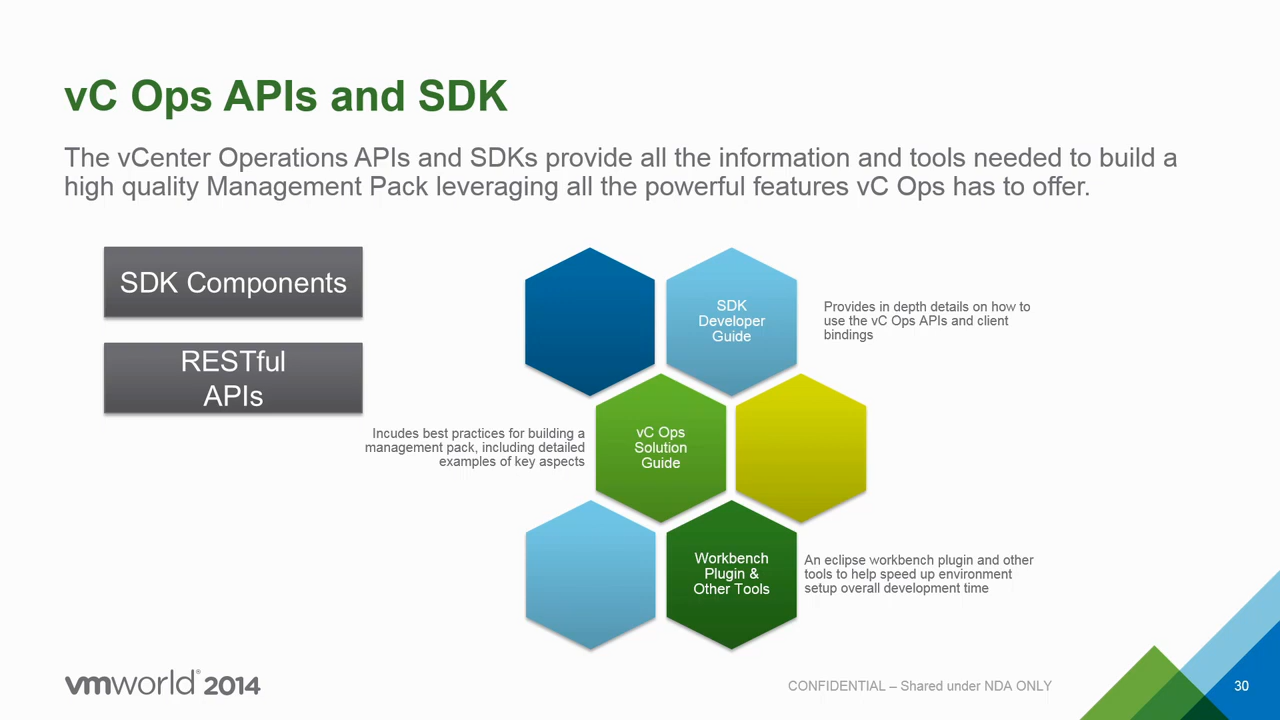 vC Ops APIs and SDK
The vCenter Operations APIs and SDKs provide all the information and tools needed to build a
high quality Management Pack leveraging all the powerful features vC Ops has to offer.
SDK Components
RESTful
APIs
SDK
Developer
Guide
Provides in depth details on how to
use the vC Ops APIs and client
bindings
Incudes best practices for building a
management pack, including detailed
examples of key aspects
vC Ops
Solution
Guide
Workbench
Plugin &
Other Tools
An eclipse workbench plugin and other
tools to help speed up environment
setup overall development time
vmworld® 2014
CONFIDENTIAL – Shared under NDA ONLY
30